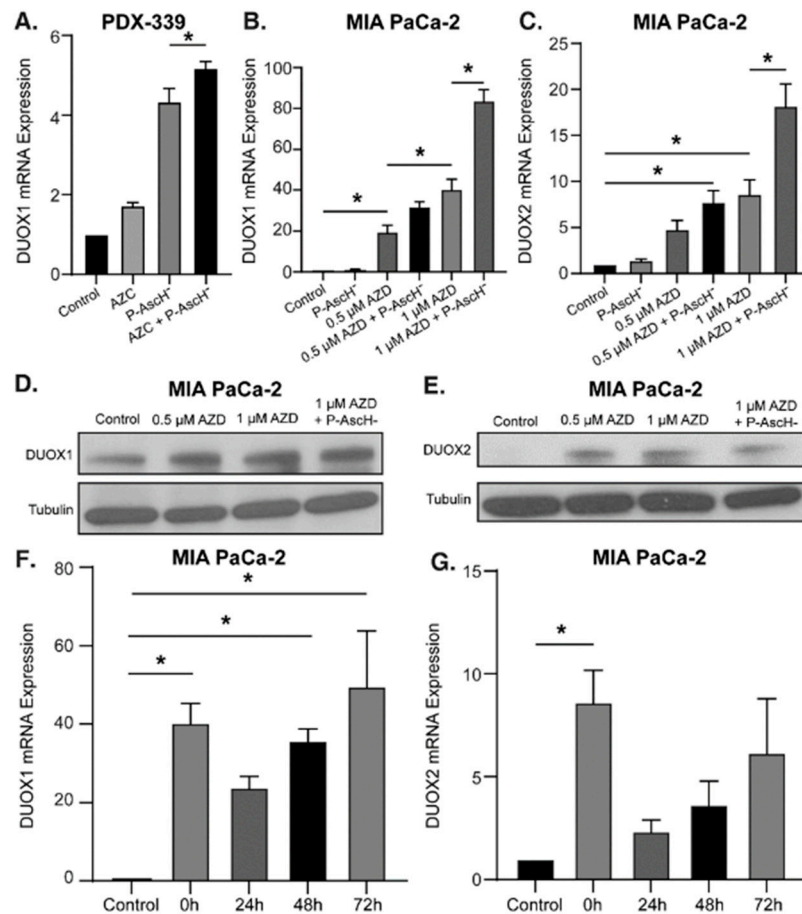 A.
PDX-339
DUOX1 mRNA Expression
6
4
2
0
*
Control
AZC
P-AscH⁻
AZC + P-AscH⁻
B.
MIA PaCa-2
DUOX1 mRNA Expression
100
80
60
40
20
0
*
*
*
Control
P-AscH⁻
0.5 µM AZD
0.5 µM AZD + P-AscH⁻
1 µM AZD
1 µM AZD + P-AscH⁻
C.
MIA PaCa-2
DUOX2 mRNA Expression
25
20
15
10
5
0
*
*
*
Control
P-AscH⁻
0.5 µM AZD
0.5 µM AZD + P-AscH⁻
1 µM AZD
1 µM AZD + P-AscH⁻
D.
MIA PaCa-2
Control
0.5 µM AZD
1 µM AZD
1 µM AZD
+ P-AscH-
DUOX1
Tubulin
E.
MIA PaCa-2
Control
0.5 µM AZD
1 µM AZD
1 µM AZD
+ P-AscH-
DUOX2
Tubulin
F.
MIA PaCa-2
DUOX1 mRNA Expression
80
60
40
20
0
*
*
*
Control
0h
24h
48h
72h
G.
MIA PaCa-2
DUOX2 mRNA Expression
15
10
5
0
*
Control
0h
24h
48h
72h